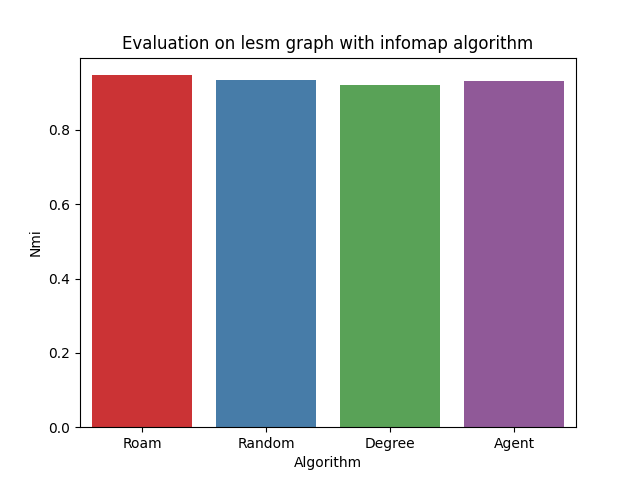 Evaluation on lesm graph with infomap algorithm
0.8
0.6
0.4
0.2
0.0
Nmi
Roam Random Degree Agent
Algorithm